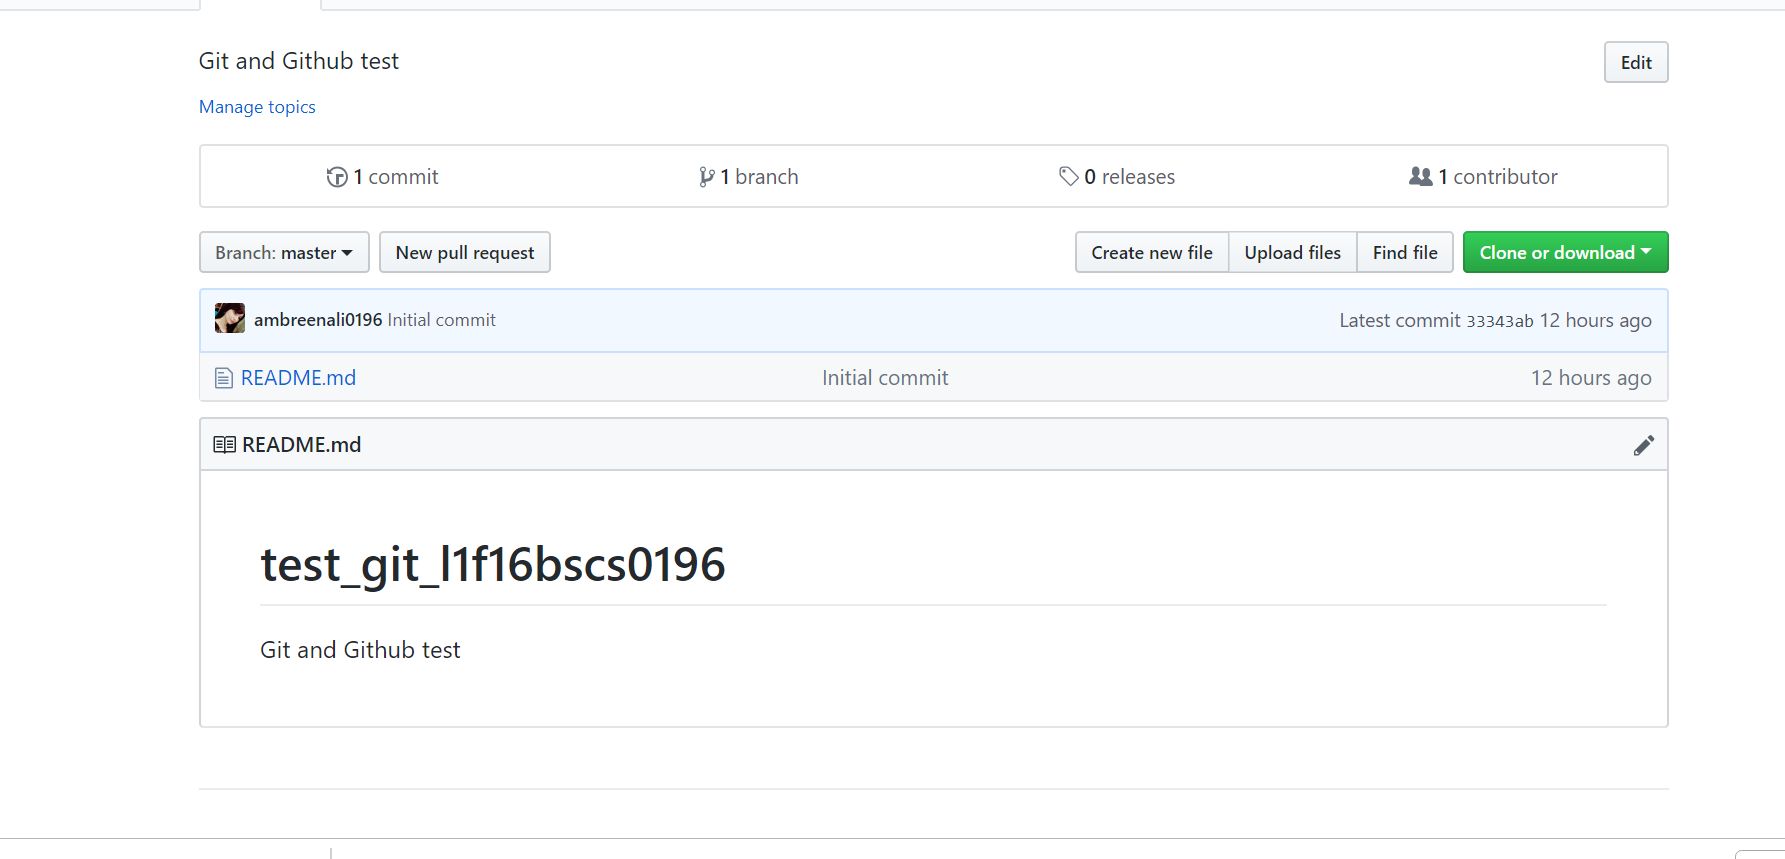 Git and Github test
Edit
Manage topics
1 commit
1 branch
0 releases
1 contributor
Branch: master
New pull request
Create new file
Upload files
Find file
Clone or download
ambreenali0196 Initial commit
Latest commit 33343ab 12 hours ago
README.md
Initial commit
12 hours ago
README.md
test_git_l1f16bscs0196
Git and Github test